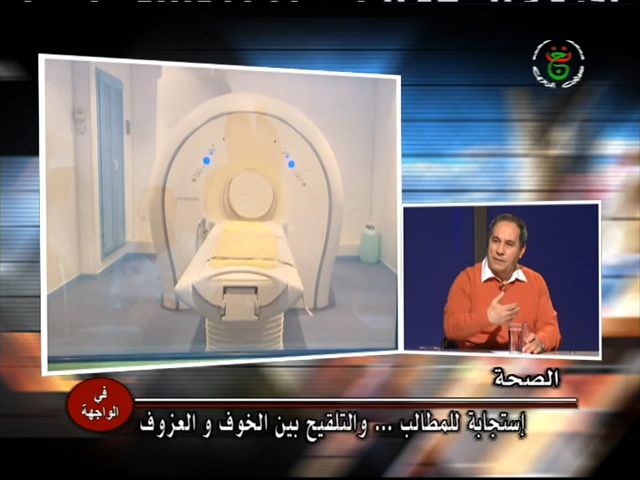 الصحة
في
الواجهة
إستجابة للمطالب ... والتلقيح بين الخوف و العزوف